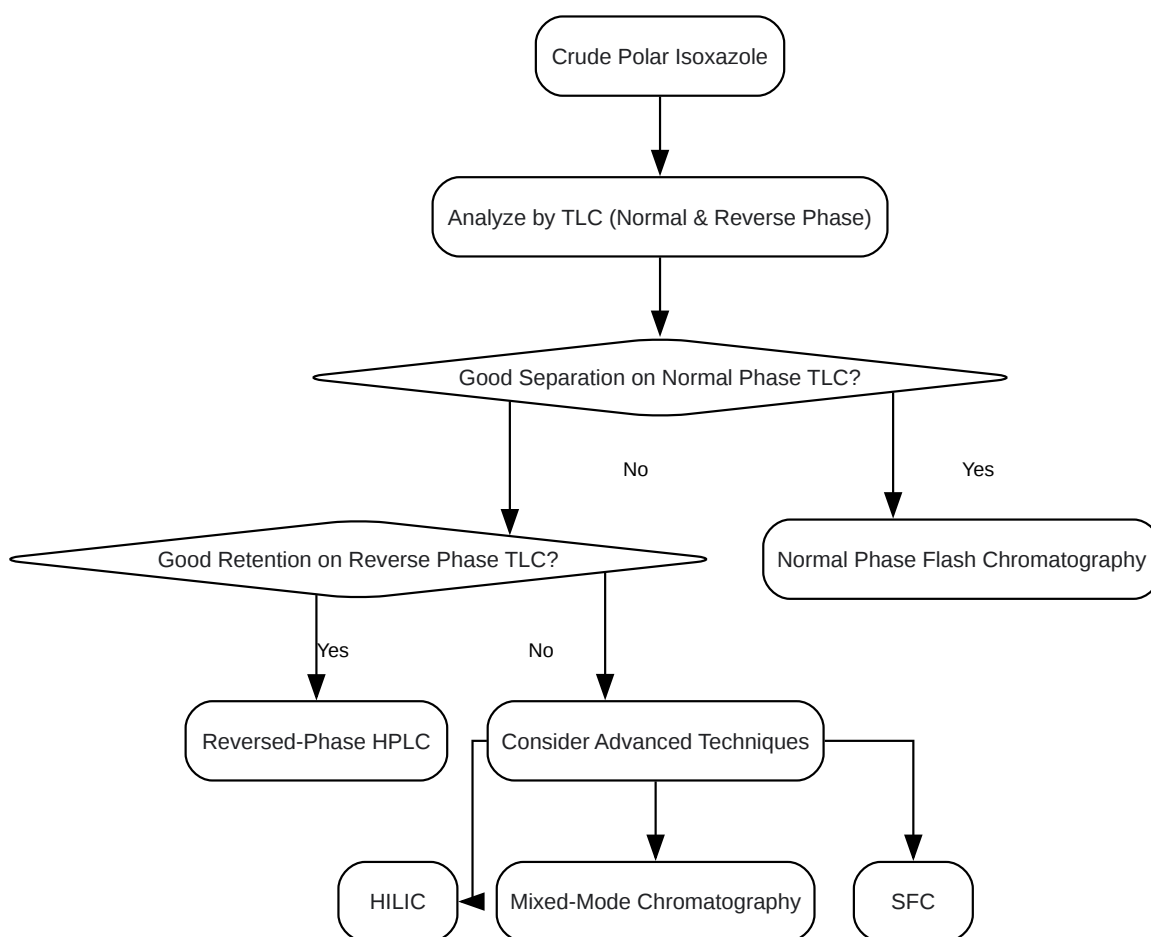 Crude Polar Isoxazole
Analyze by TLC (Normal & Reverse Phase)
Good Separation on Normal Phase TLC?
No
Yes
Good Retention on Reverse Phase TLC?
Normal Phase Flash Chromatography
Yes
No
Reversed-Phase HPLC
Consider Advanced Techniques
HILIC
Mixed-Mode Chromatography
SFC